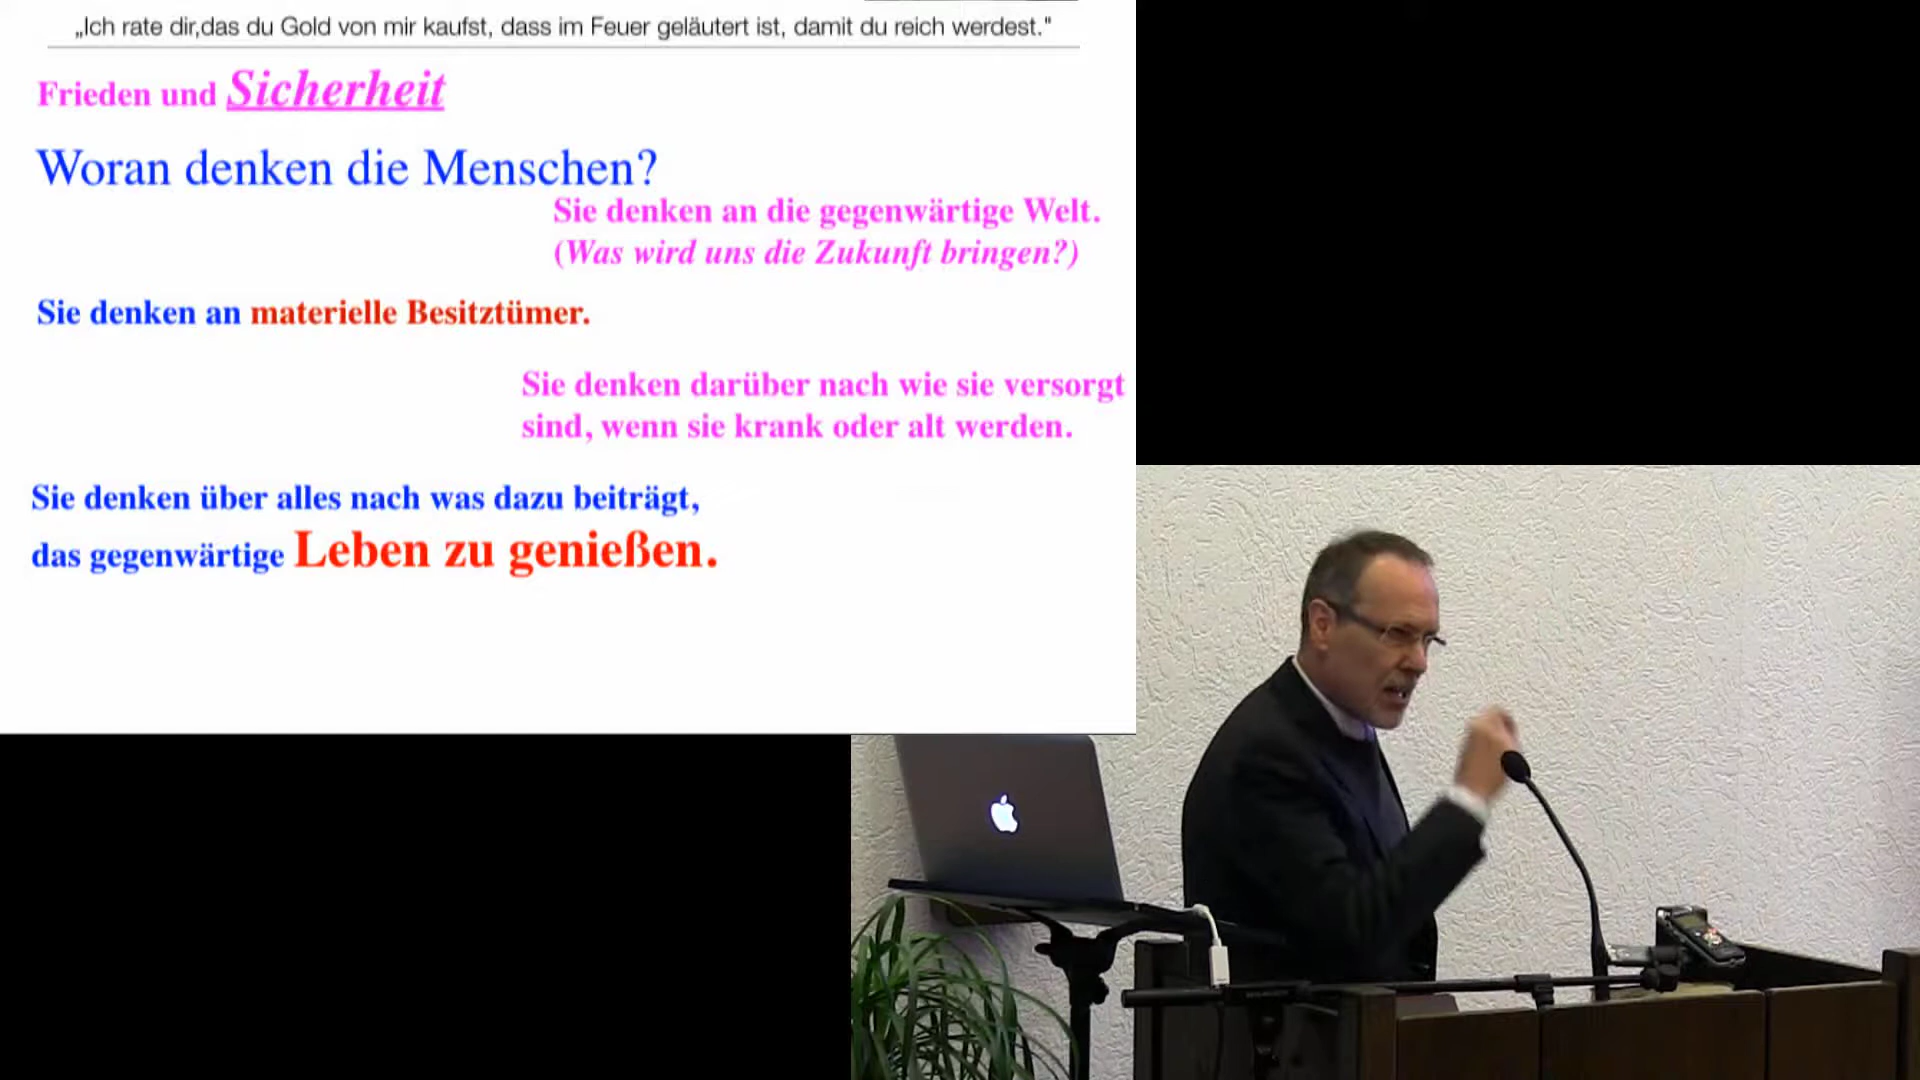 „Ich rate dir,das du Gold von mir kaufst, dass im Feuer geläutert ist, damit du reich werdest."
Frieden und Sicherheit
Woran denken die Menschen?
Sie denken an die gegenwärtige Welt.
(Was wird uns die Zukunft bringen?)
Sie denken an materielle Besitztümer.
Sie denken darüber nach wie sie versorgt
sind, wenn sie krank oder alt werden.
Sie denken über alles nach was dazu beiträgt,
das gegenwärtige Leben zu genießen.